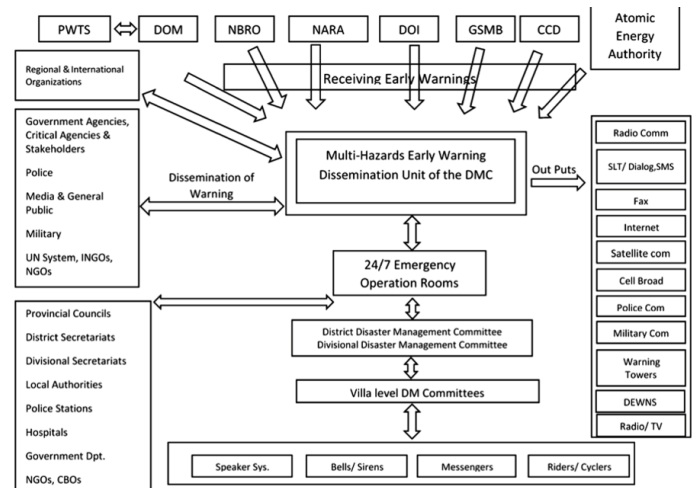 PWTS
DOM
NBRO
NARA
DOI
GSMB
CCD
Atomic
Energy
Authority
Regional & International
Organizations
Receiving Early Warnings
Government Agencies,
Critical Agencies &
Stakeholders
Police
Media & General
Public
Military
UN System, INGOs,
NGOs
Dissemination of
Warning
Multi-Hazards Early Warning
Dissemination Unit of the DMC
Out Puts
Radio Comm
SLT/ Dialog,SMS
Fax
Internet
Satellite com
Cell Broad
Police Com
Military Com
Warning
Towers
DEWNS
Radio/ TV
24/7 Emergency
Operation Rooms
District Disaster Management Committee
Divisional Disaster Management Committee
Villa level DM Committees
Provincial Councils
District Secretariats
Divisional Secretariats
Local Authorities
Police Stations
Hospitals
Government Dpt.
NGOs, CBOs
Speaker Sys.
Bells/ Sirens
Messengers
Riders/ Cyclers